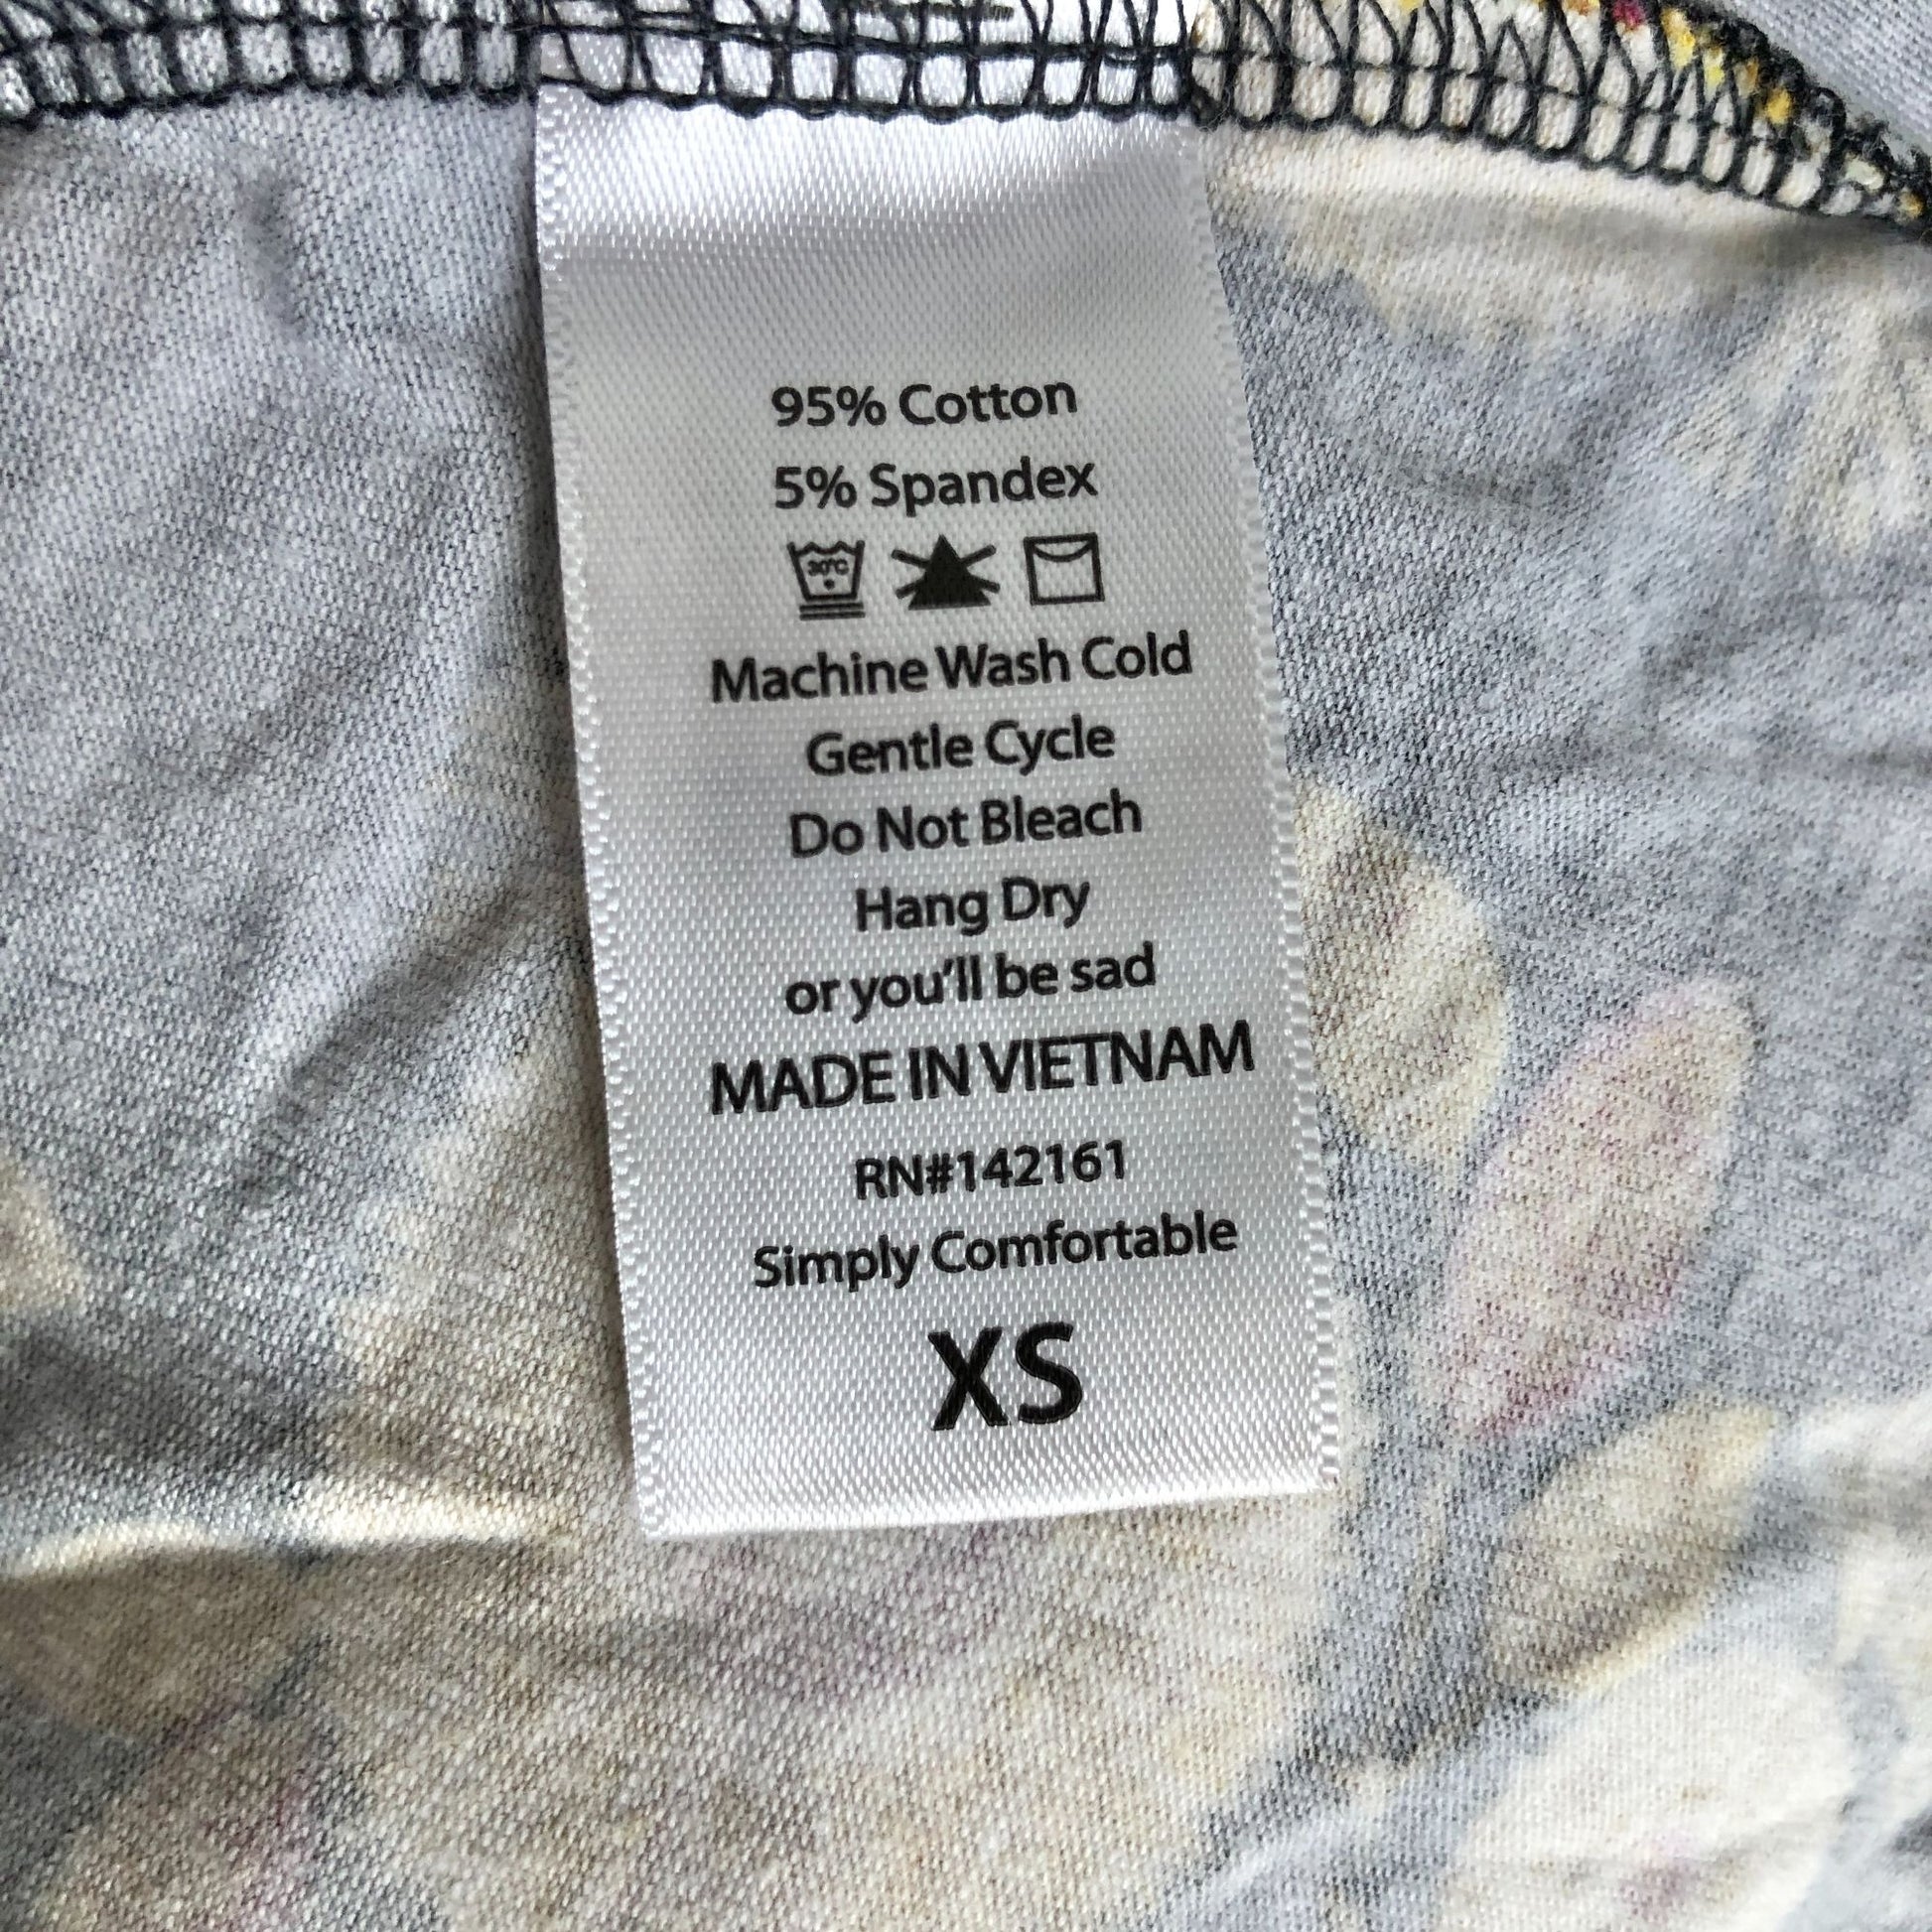 95% Cotton
5% Spandex
30°C
Machine Wash Cold
Gentle Cycle
Do Not Bleach
Hang Dry
or you'll be sad
MADE IN VIETNAM
RN#142161
Simply Comfortable
XS